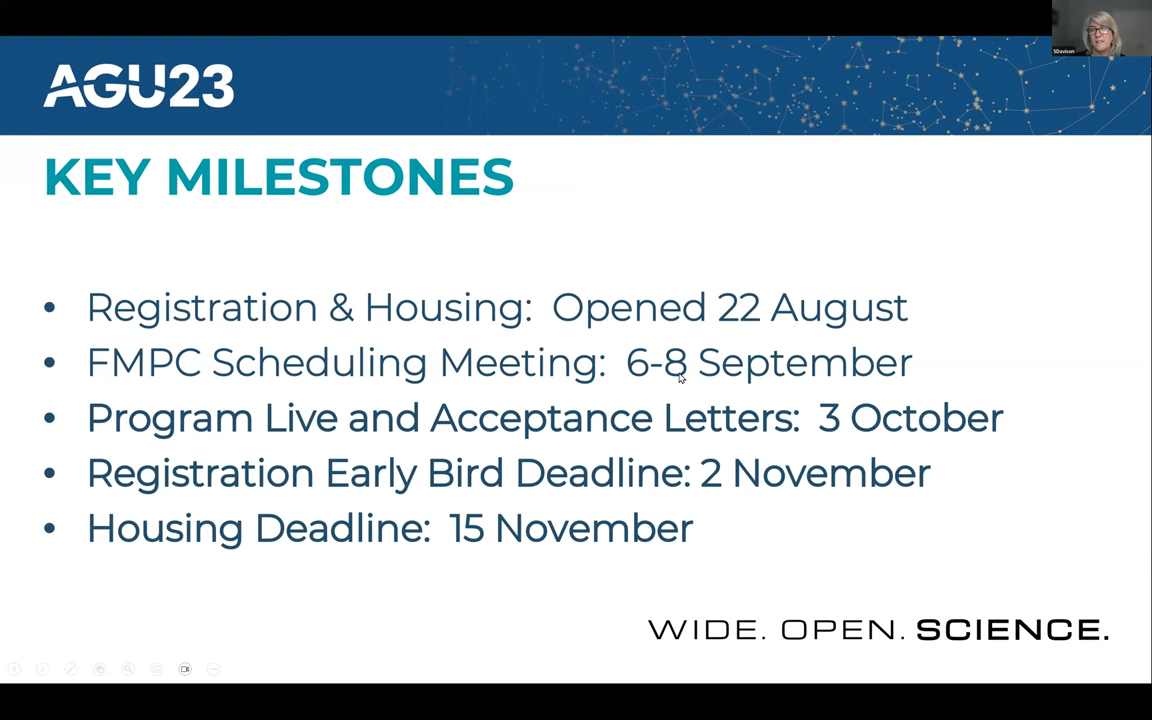 SDavison
AGU23
KEY MILESTONES
• Registration & Housing: Opened 22 August
• FMPC Scheduling Meeting: 6-8 September
• Program Live and Acceptance Letters: 3 October
• Registration Early Bird Deadline: 2 November
• Housing Deadline: 15 November
WIDE. OPEN. SCIENCE.